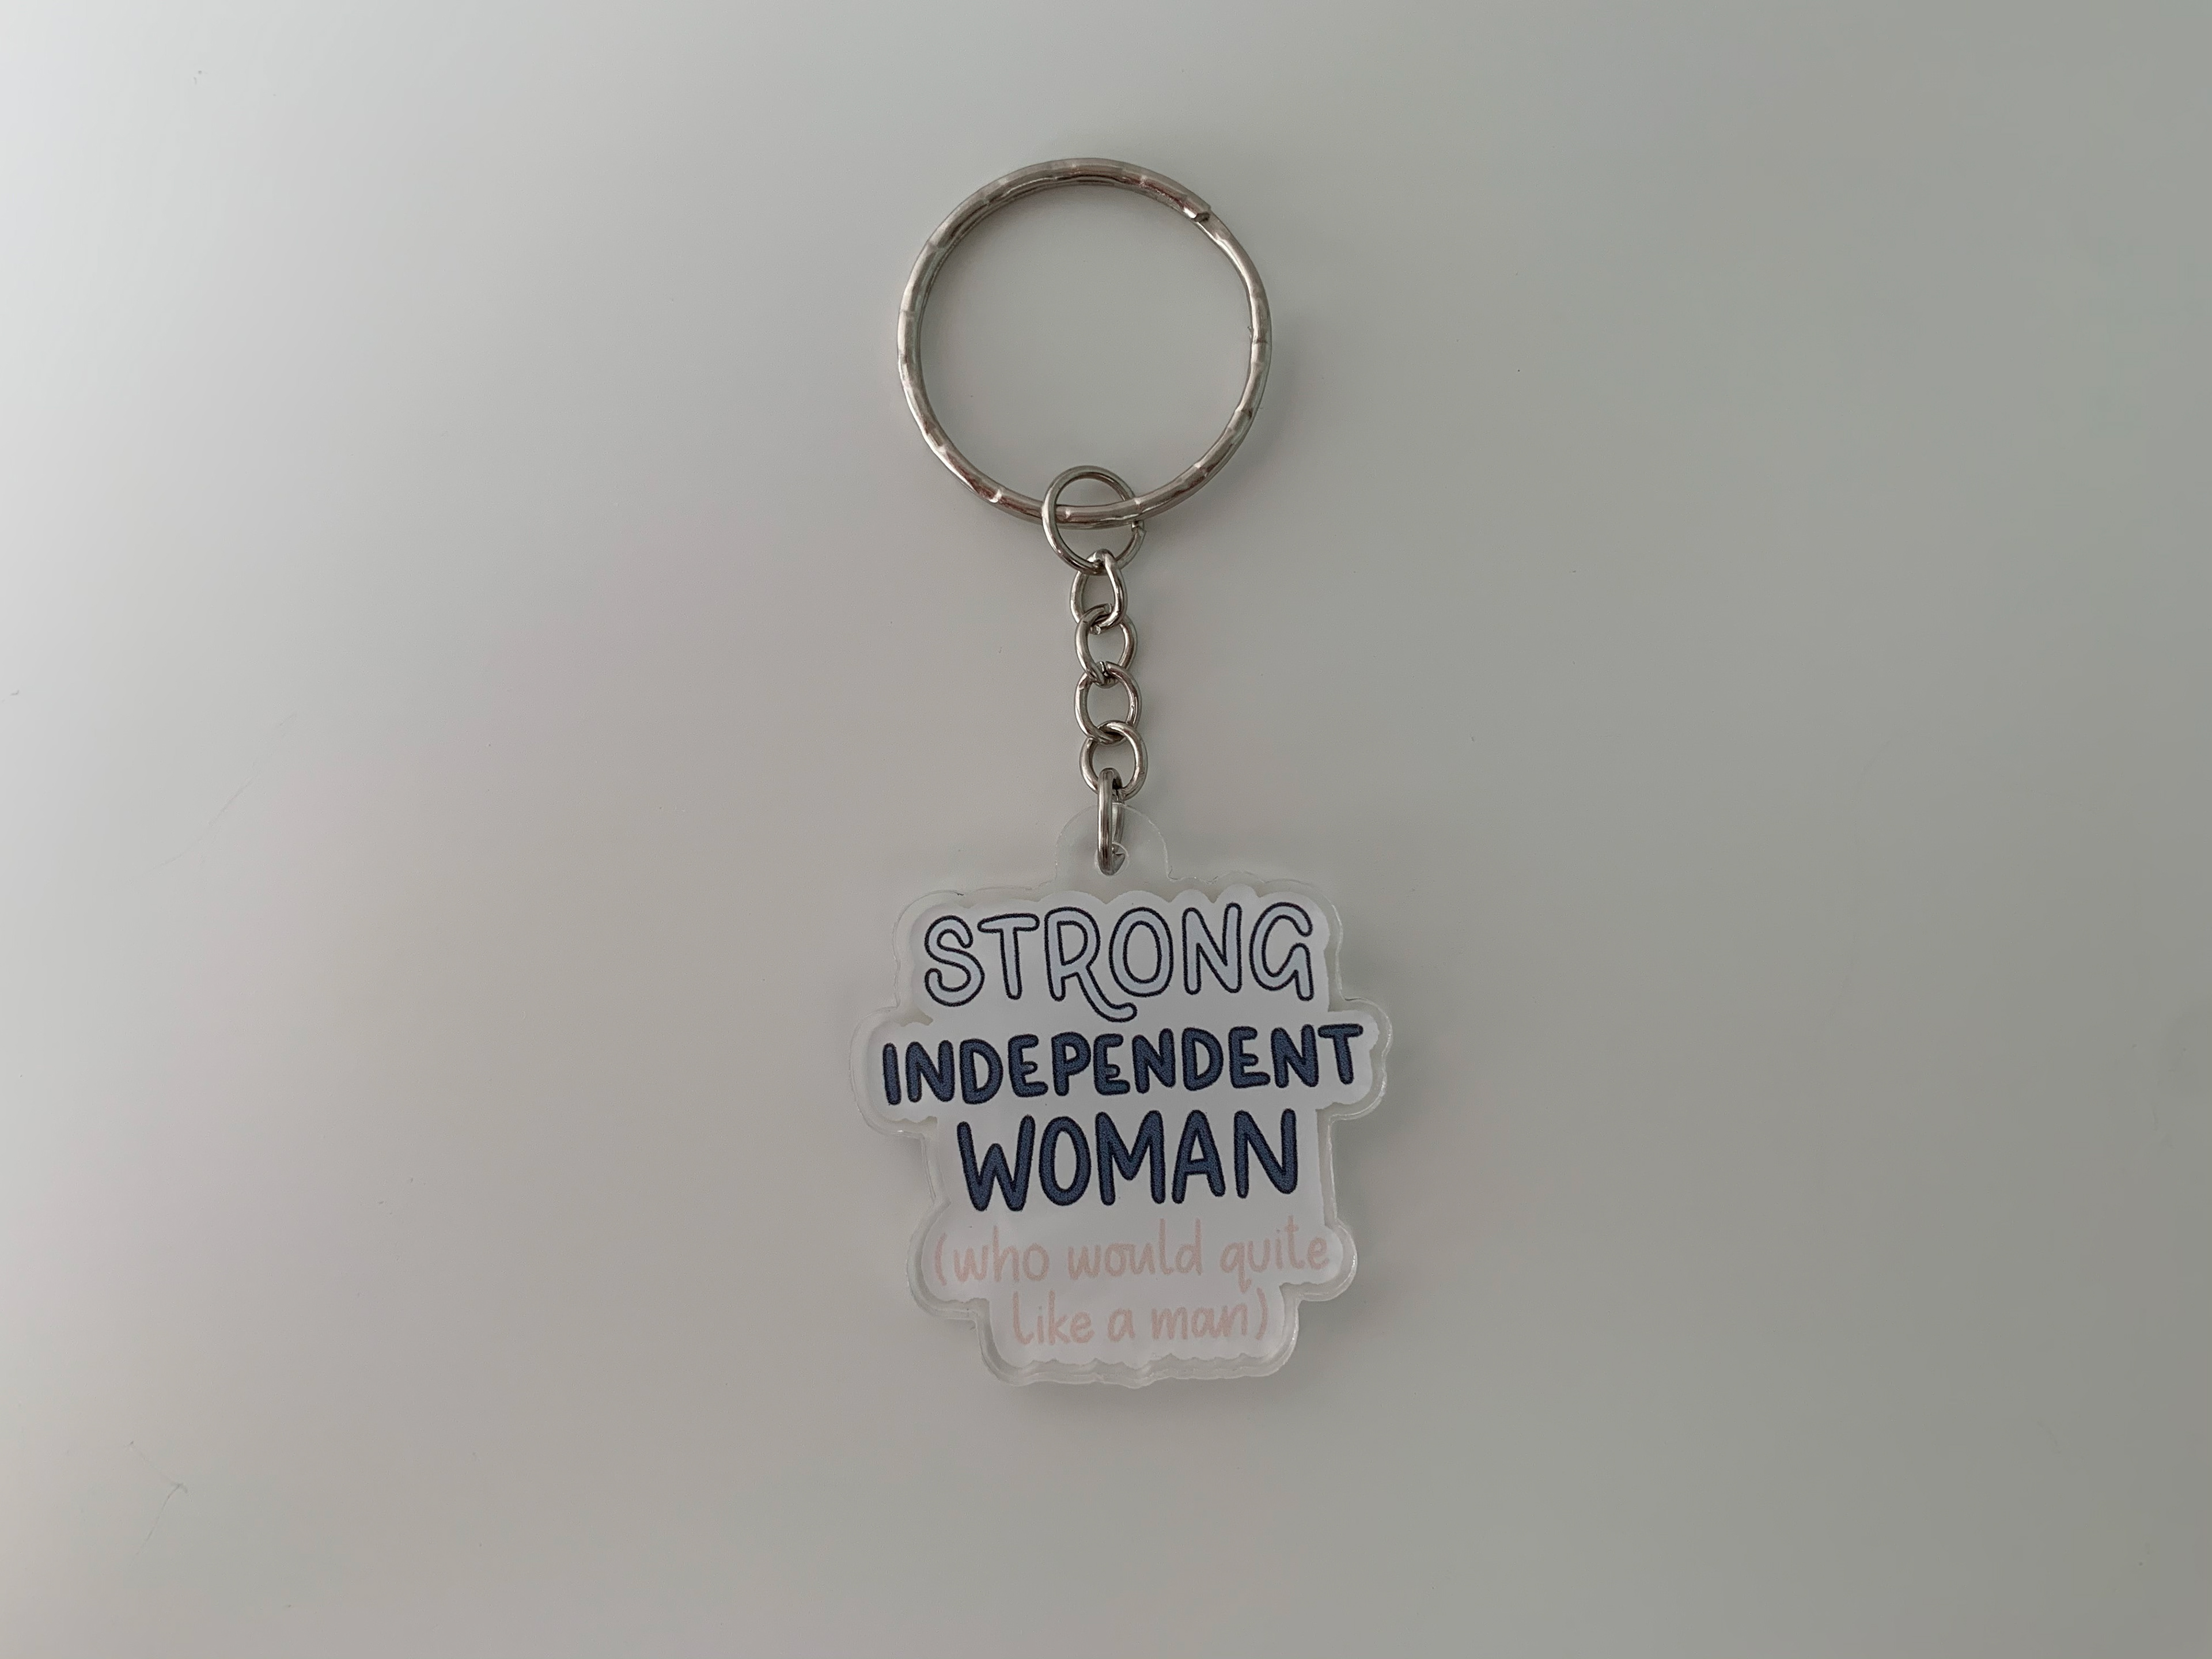 STRONG
INDEPENDENT
WOMAN
(who would quite
like a man)